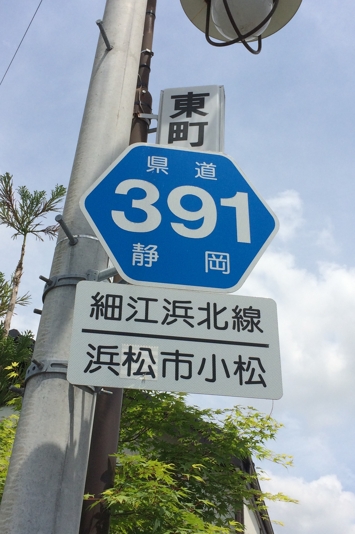 東町
県道
391
静岡
細江浜北線
浜松市小松